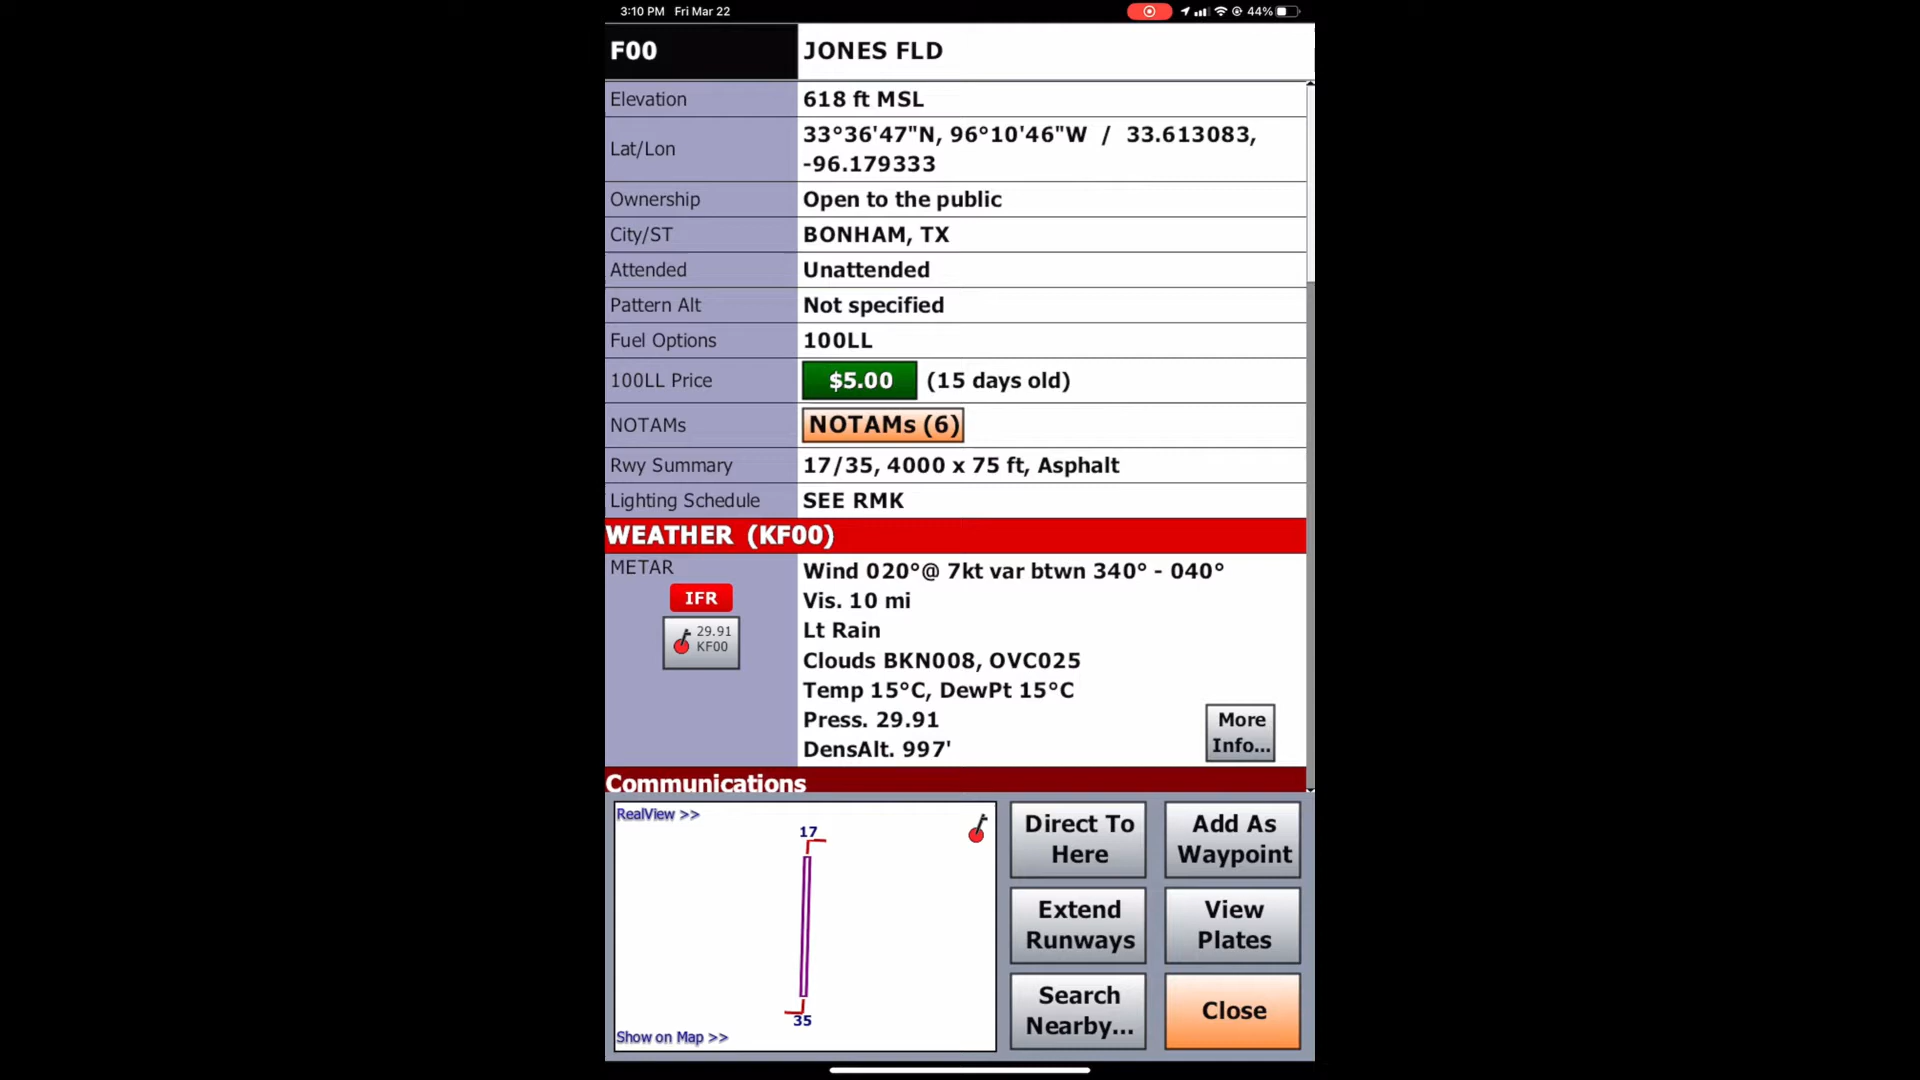 3:10 PM Fri Mar 22 44%
F00 JONES FLD
Elevation 618 ft MSL
Lat/Lon 33°36'47"N, 96°10'46"W / 33.613083,
-96.179333
Ownership Open to the public
City/ST BONHAM, TX
Attended Unattended
Pattern Alt Not specified
Fuel Options 100LL
100LL Price $5.00 (15 days old)
NOTAMs NOTAMs (6)
Rwy Summary 17/35, 4000 x 75 ft, Asphalt
Lighting Schedule SEE RMK
WEATHER (KF00)
METAR
IFR
29.91
KF00
Wind 020°@ 7kt var btwn 340° - 040°
Vis. 10 mi
Lt Rain
Clouds BKN008, OVC025
Temp 15°C, DewPt 15°C
Press. 29.91
DensAlt. 997'
More
Info...
Communications
RealView >>
17
35
Show on Map >>
Direct To
Here
Add As
Waypoint
Extend
Runways
View
Plates
Search
Nearby...
Close